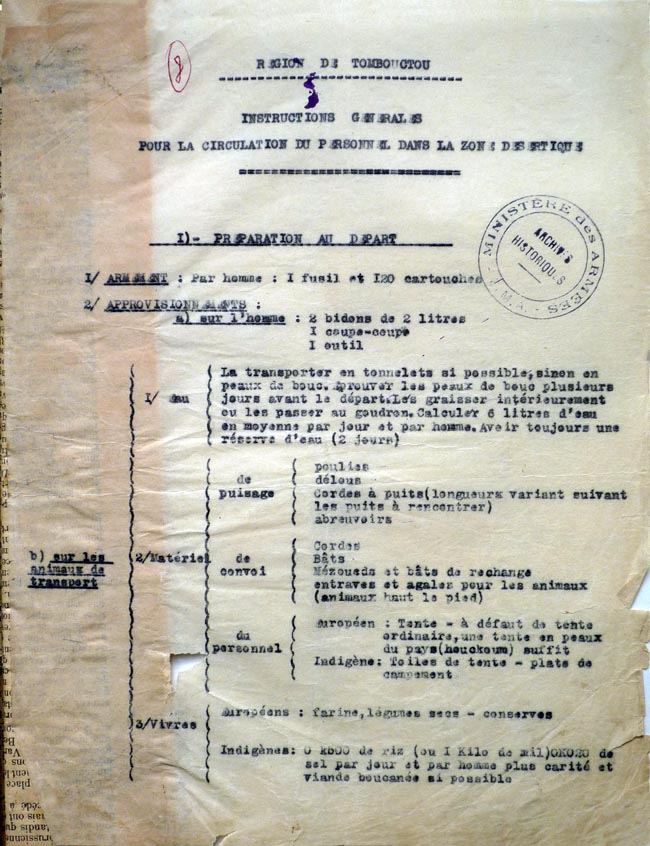 8
REGION DE TOMBOUCTOU
INSTRUCTIONS GENERALES
POUR LA CIRCULATION DU PERSONNEL DANS LA ZONE DESERTIQUE
MINISTÈRE des ARMÉES
ARCHIVES
HISTORIQUES
I)- PREPARATION AU DEPART
1/ ARMEMENT : Par homme : I fusil et I20 cartouches
2/ APPROVISIONNEMENTS :
a) sur l'homme : 2 bidons de 2 litres
I coupe-coupe
I outil
b) sur les
animaux de
transport
1/ Eau
La transporter en tonnelets si possible,sinon en
peaux de bouc.Eprouver les peaux de bouc plusieurs
jours avant le départ.Les graisser intérieurement
ou les passer au goudron.Calculer 6 litres d'eau
en moyenne par jour et par homme.Avoir toujours une
réserve d'eau (2 jours)
2/Matériel
de
puisage
poulies
délous
Cordes à puits(longueurs variant suivant
les puits à rencontrer)
abreuvoirs
de
convoi
Cordes
Bâts
Mézoueds et bâts de rechange
entraves et agales pour les animaux
(animaux haut le pied)
du
personnel
Européen : Tente - à défaut de tente
ordinaire,une tente en peaux
du pays(houckoum) suffit
Indigène: Toiles de tente - plats de
campement
3/Vivres
Européens : farine,légumes secs - conserves
Indigènes: 0 k500 de riz (ou I Kilo de mil)0K020 de
sel par jour et par homme plus carité et
viande boucanée si possible